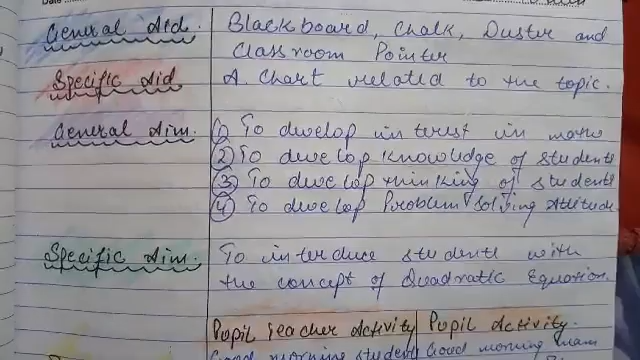 Date
General Aid. Blackboard, Chalk, Duster and
Classroom Pointer
Specific Aid A Chart related to the topic.
General Aim. ① To develop interest in maths
② To develop knowledge of students
③ To develop thinking of students
④ To develop Problem solving Attitude
Specific Aim. To interduce students with
the concept of Quadratic Equation.
Pupil Teacher Activity Pupil Activity.
Good morning students Good morning mam